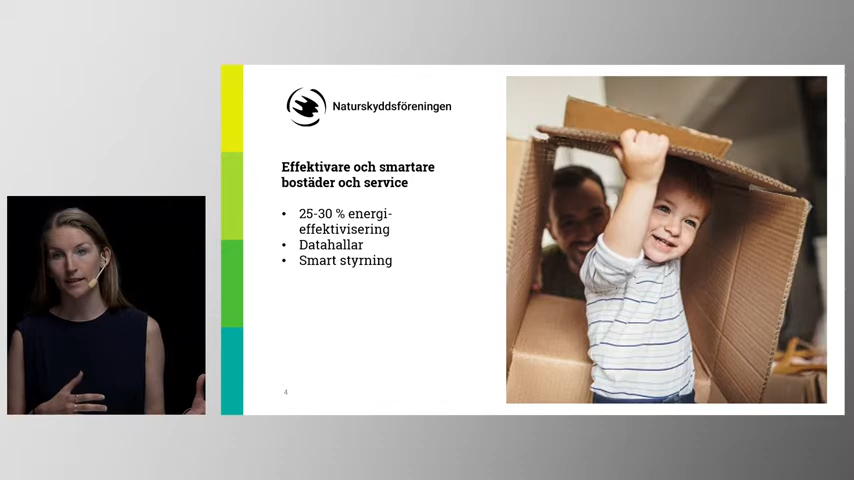 Naturskyddsföreningen
Effektivare och smartare
bostäder och service
• 25-30 % energi-
effektivisering
• Datahallar
• Smart styrning
4